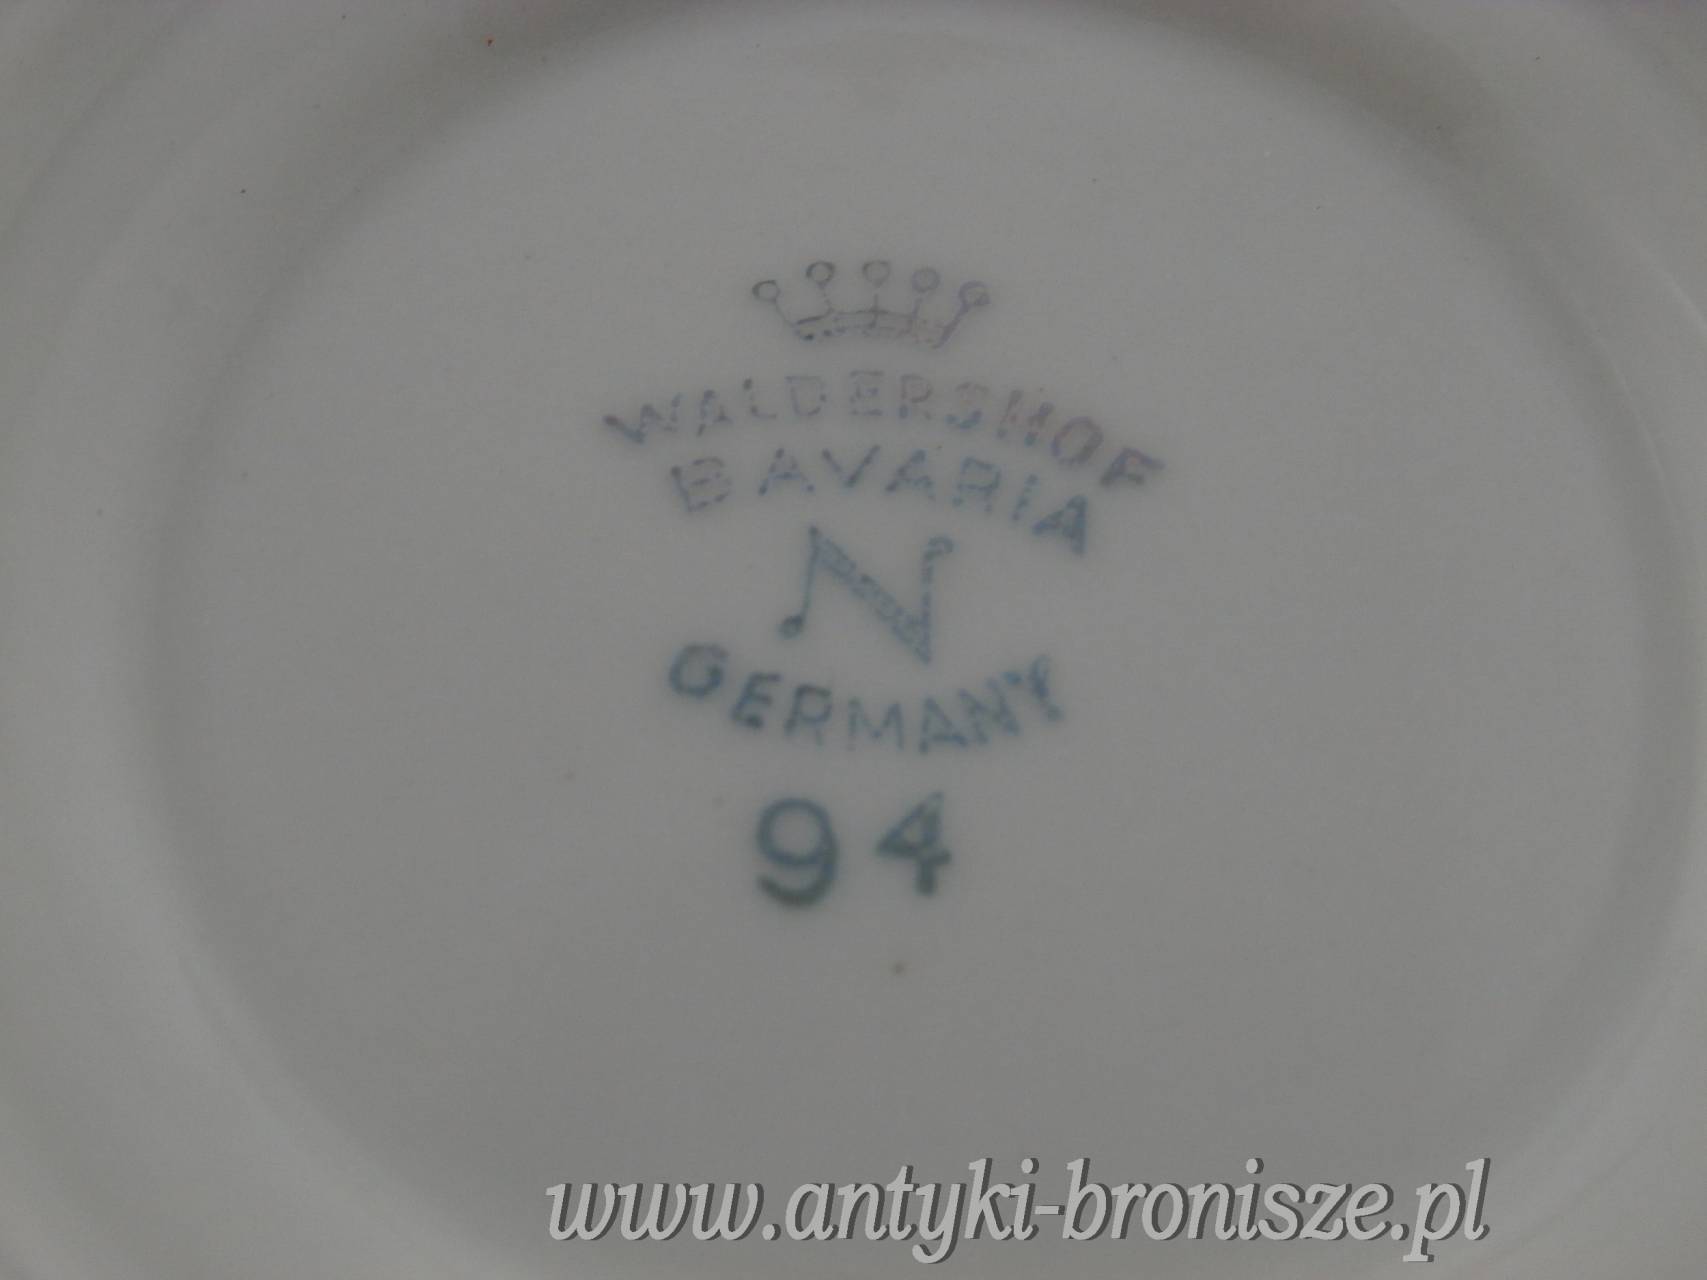 WALDERSHOF
BAVARIA
N
GERMANY
94
www.antyki-bronisze.pl